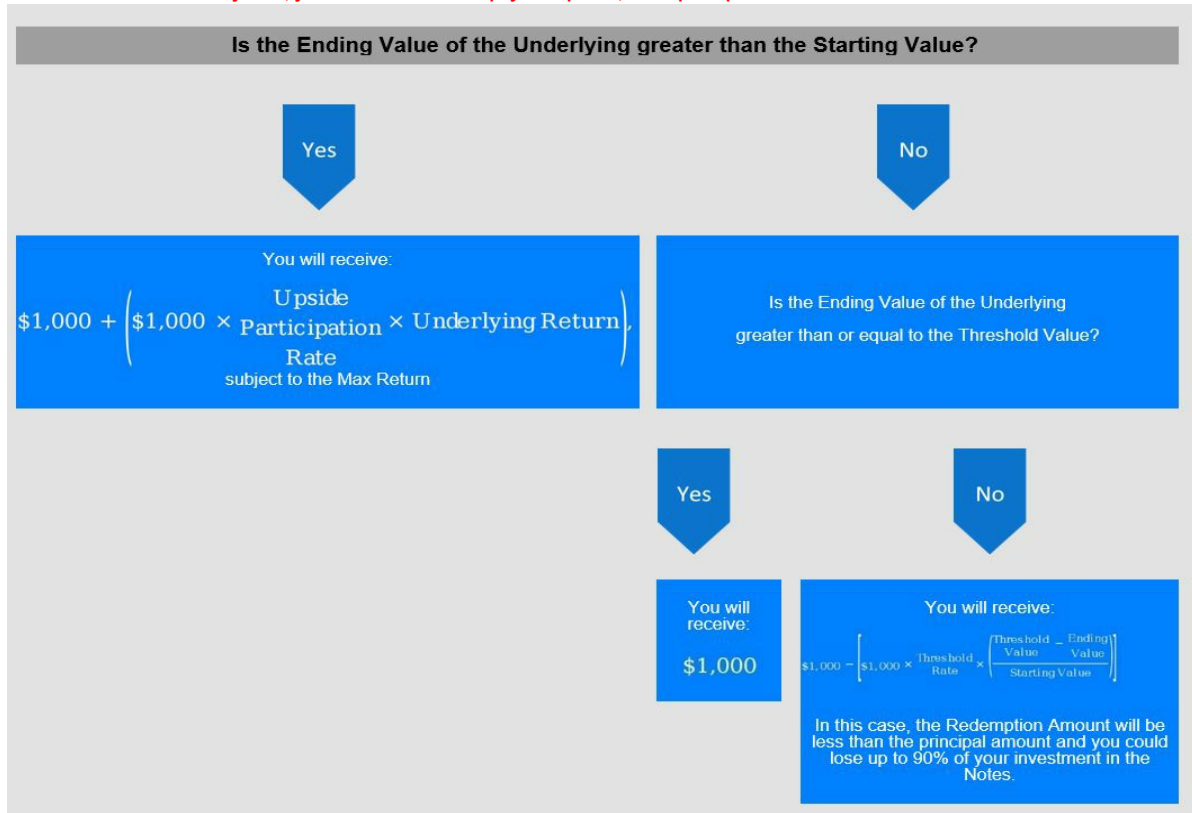 Is the Ending Value of the Underlying greater than the Starting Value?
Yes
No
You will receive:
$1,000 + ($1,000 × Upside Participation Rate × Underlying Return),
subject to the Max Return
Is the Ending Value of the Underlying
greater than or equal to the Threshold Value?
Yes
No
You will
receive:
$1,000
You will receive:
$1,000 − [$1,000 × Threshold Rate × ((Threshold Value − Ending Value) / Starting Value)]
In this case, the Redemption Amount will be
less than the principal amount and you could
lose up to 90% of your investment in the
Notes.